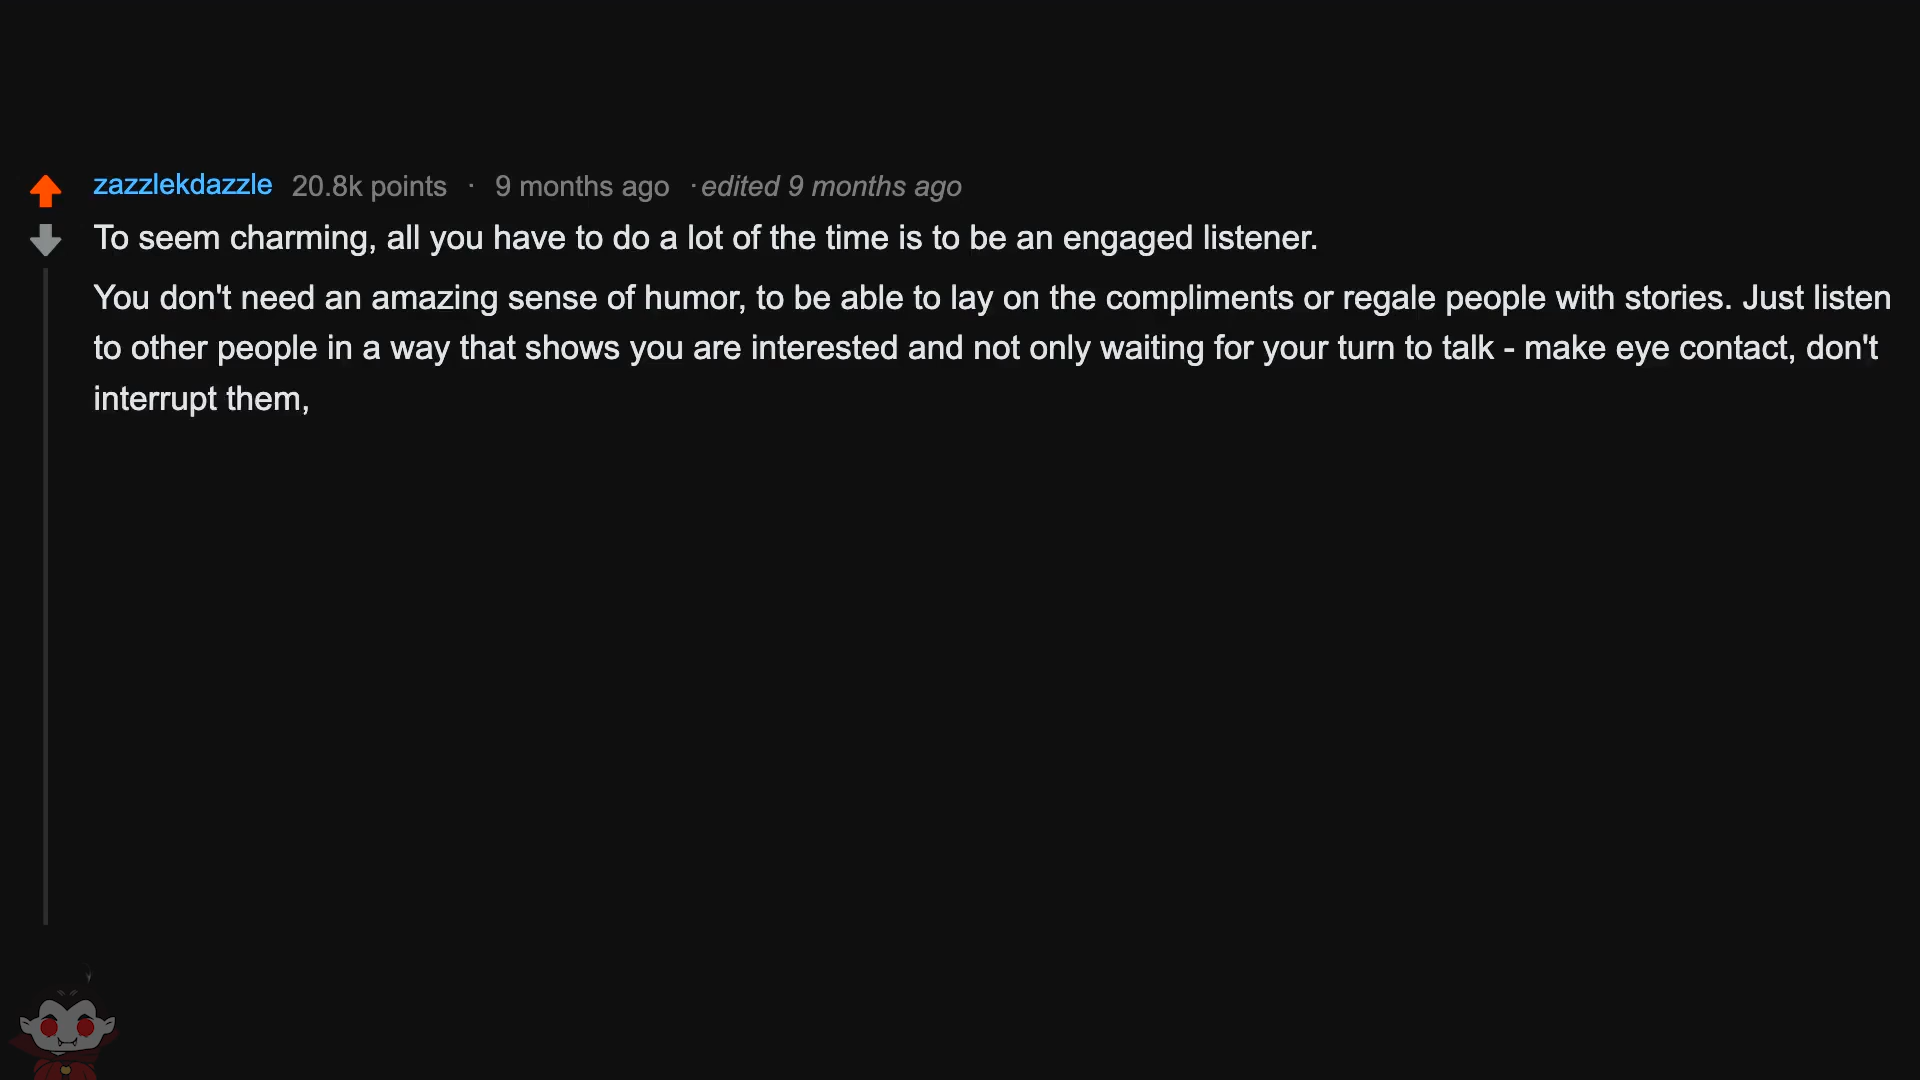 zazzlekdazzle 20.8k points · 9 months ago · edited 9 months ago
To seem charming, all you have to do a lot of the time is to be an engaged listener.
You don't need an amazing sense of humor, to be able to lay on the compliments or regale people with stories. Just listen
to other people in a way that shows you are interested and not only waiting for your turn to talk - make eye contact, don't
interrupt them,